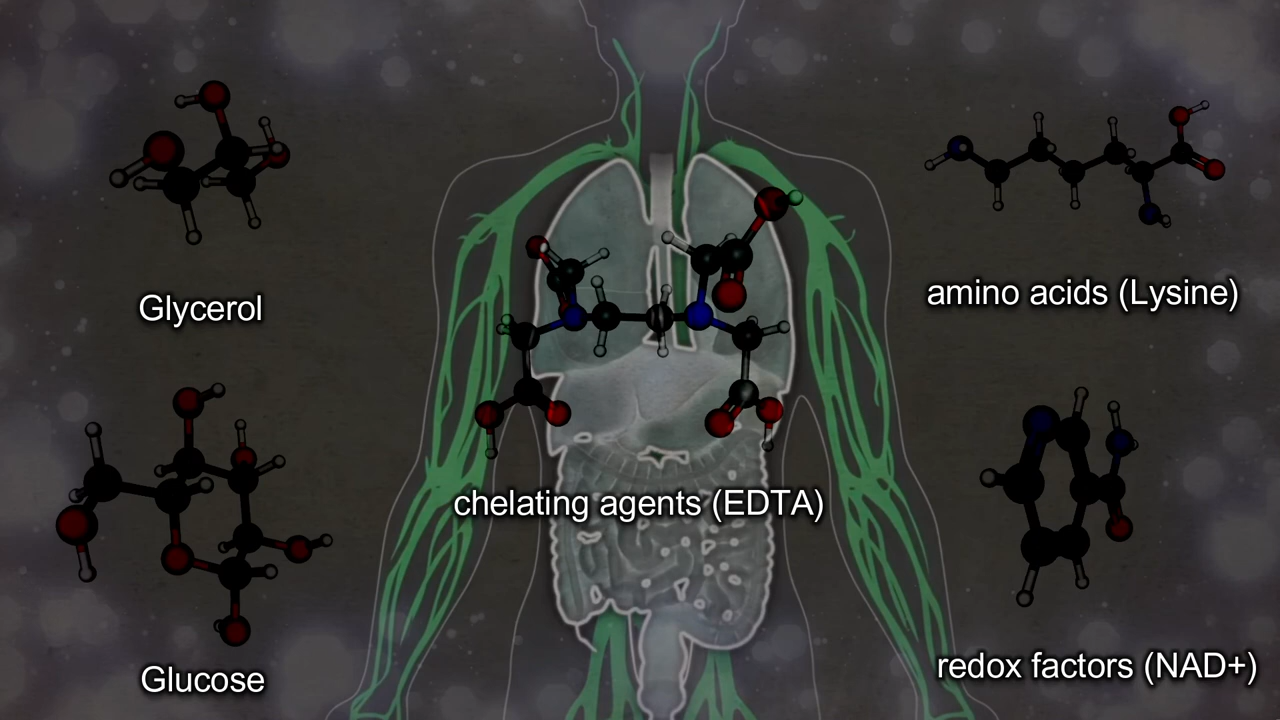 Glycerol
amino acids (Lysine)
chelating agents (EDTA)
Glucose
redox factors (NAD+)